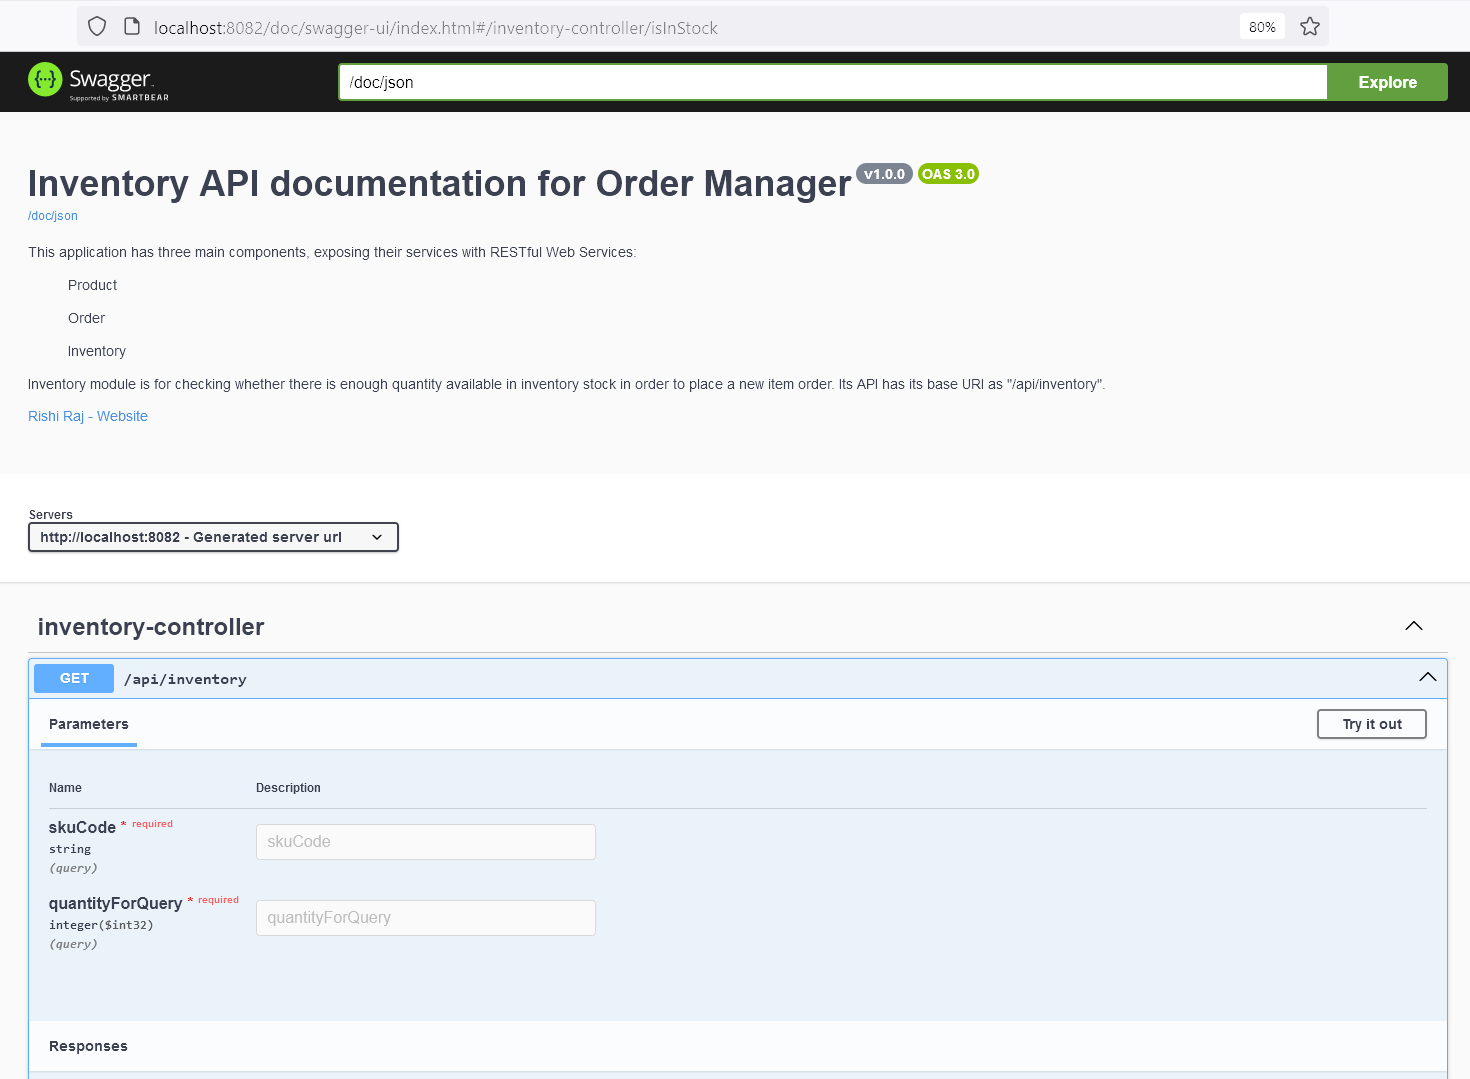 localhost:8082/doc/swagger-ui/index.html#/inventory-controller/isInStock
80%
Swagger
Supported by SMARTBEAR
/doc/json
Explore
Inventory API documentation for Order Manager
v1.0.0
OAS 3.0
/doc/json
This application has three main components, exposing their services with RESTful Web Services:
Product
Order
Inventory
Inventory module is for checking whether there is enough quantity available in inventory stock in order to place a new item order. Its API has its base URI as "/api/inventory".
Rishi Raj - Website
Servers
http://localhost:8082 - Generated server url
inventory-controller
GET /api/inventory
Parameters
Try it out
Name Description
skuCode * required
skuCode
string
(query)
quantityForQuery * required
quantityForQuery
integer($int32)
(query)
Responses